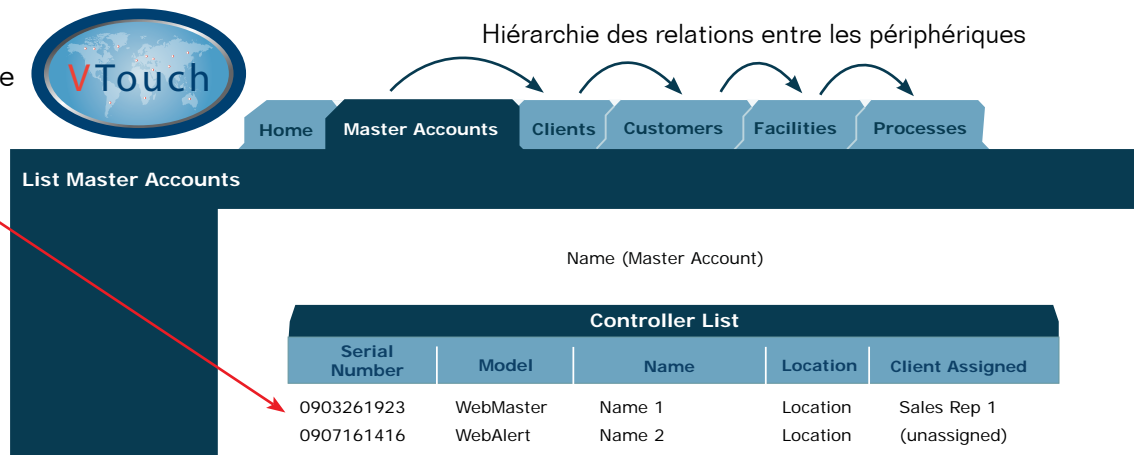 Hiérarchie des relations entre les périphériques
e
VTouch
Home Master Accounts Clients Customers Facilities Processes
List Master Accounts
Name (Master Account)
Controller List
Serial Number Model Name Location Client Assigned
0903261923 WebMaster Name 1 Location Sales Rep 1
0907161416 WebAlert Name 2 Location (unassigned)